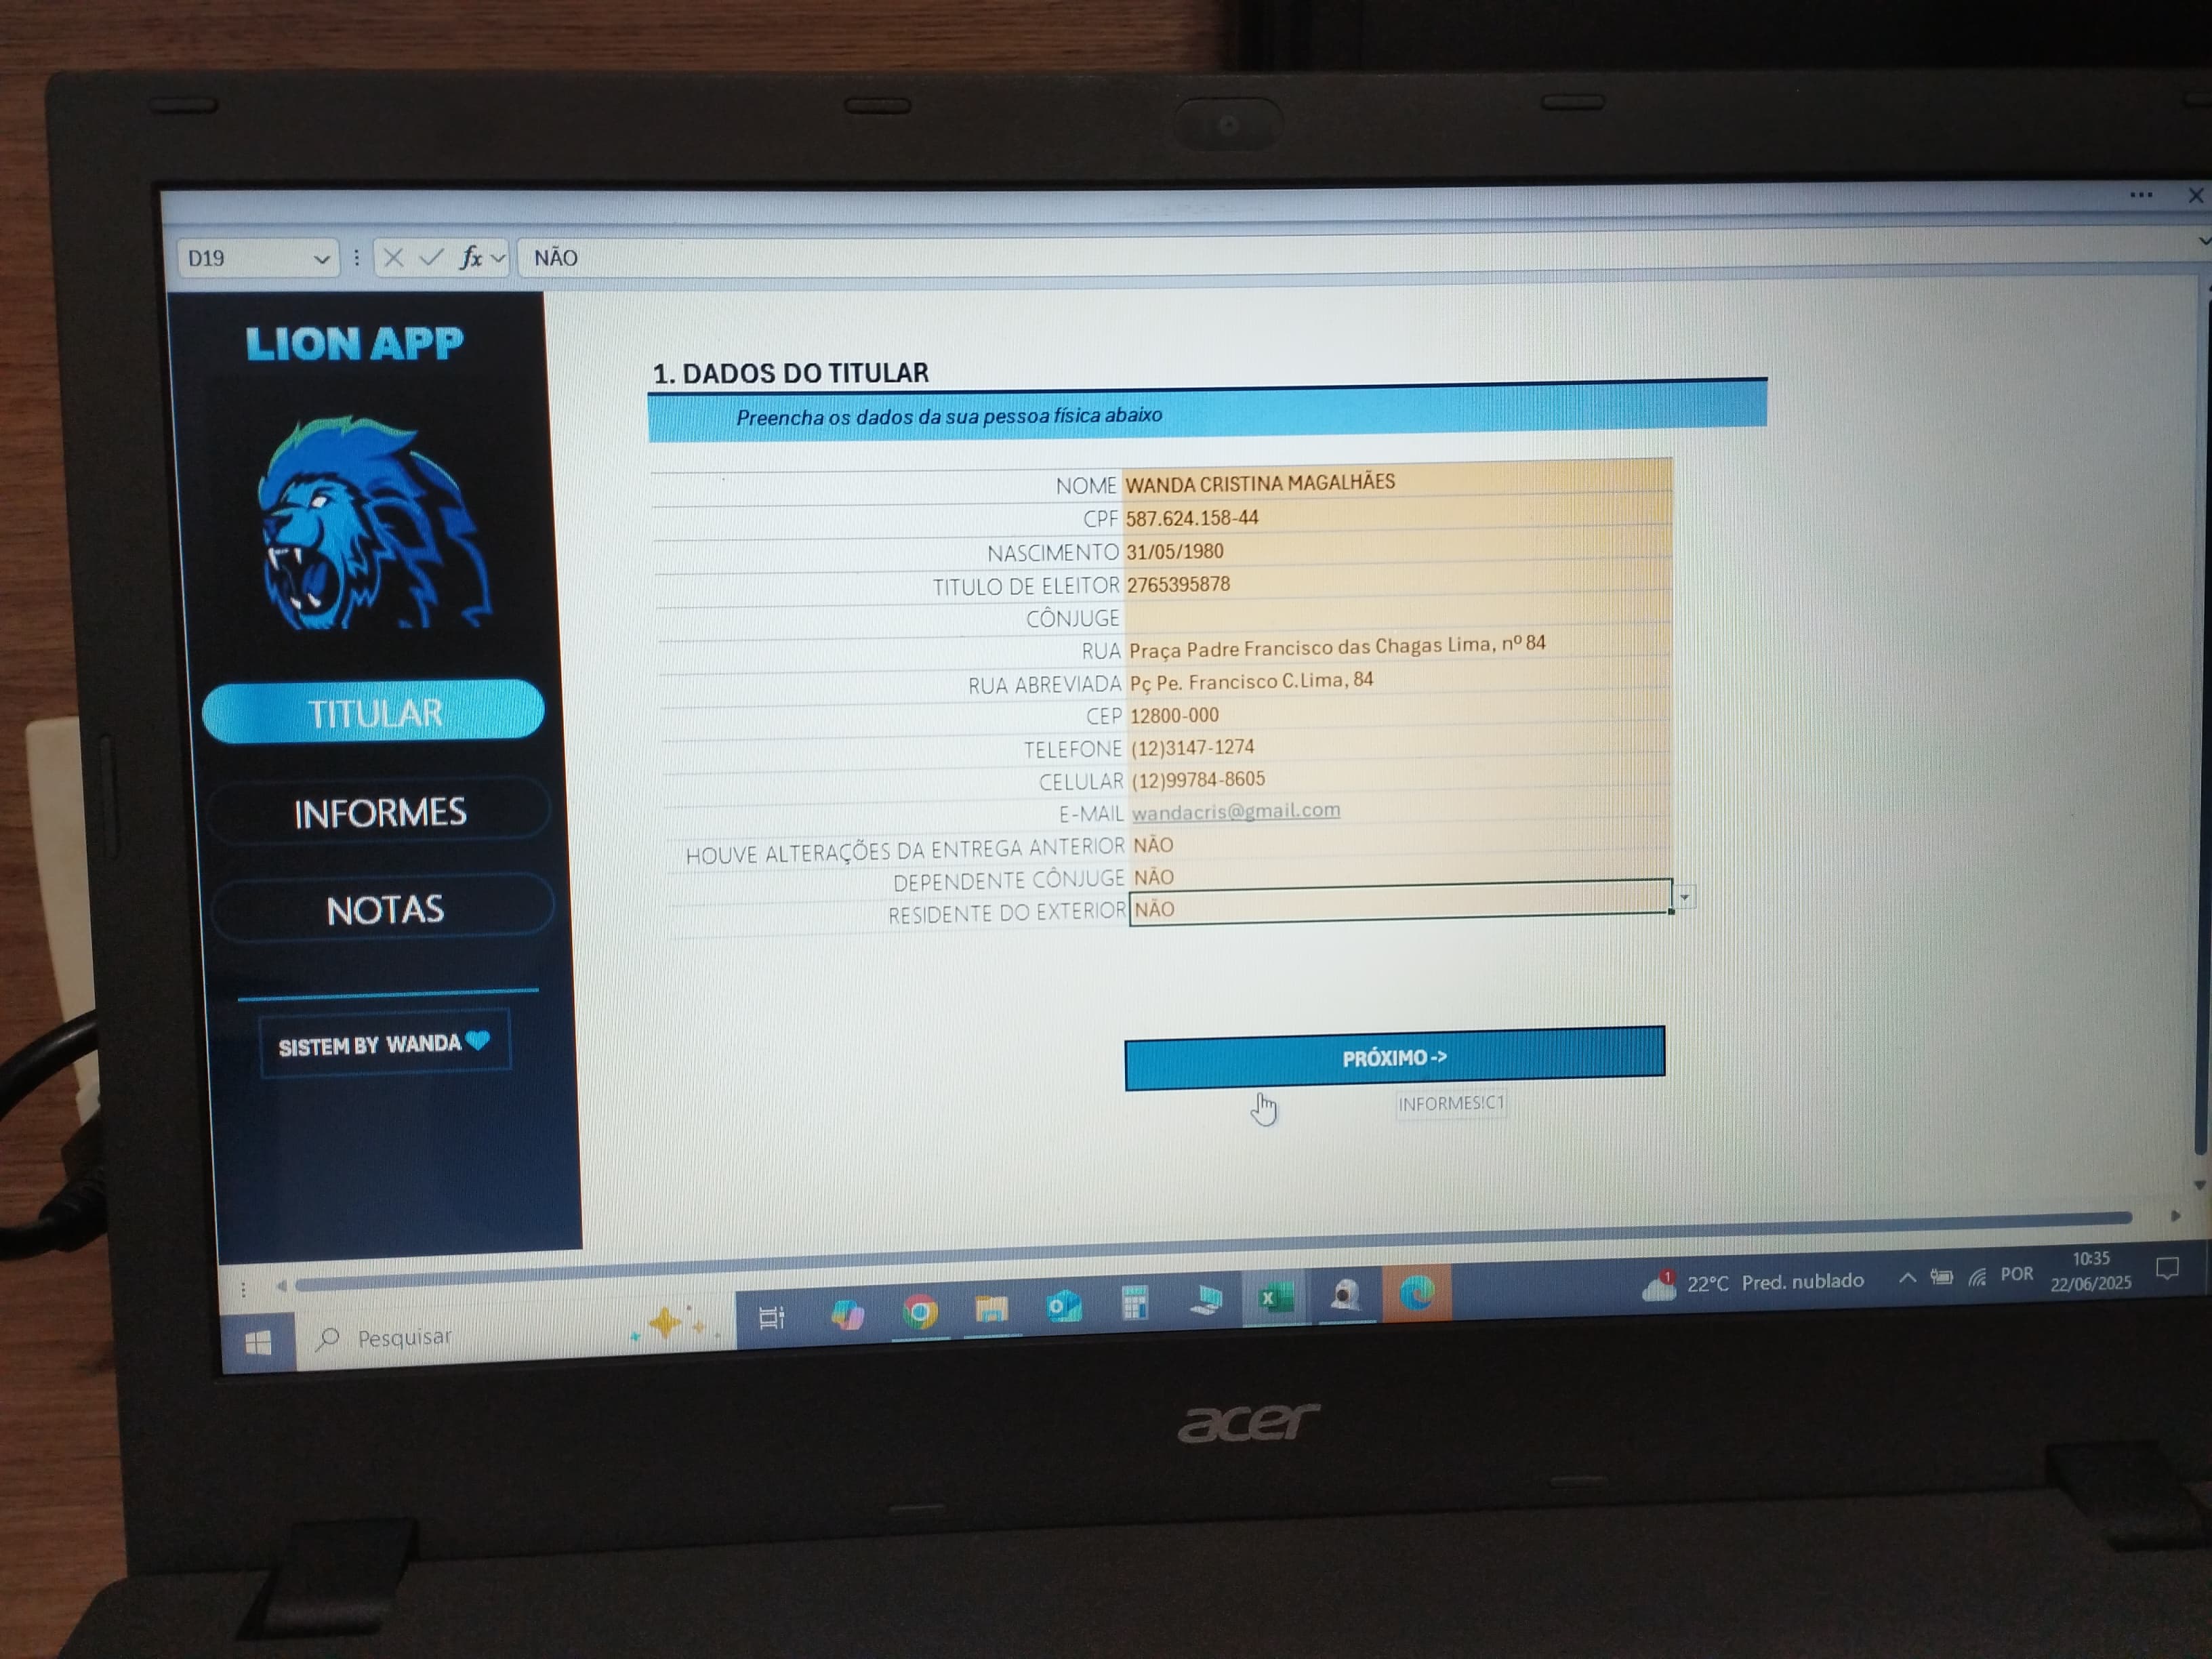 D19
fx
NÃO
LION APP
TITULAR
INFORMES
NOTAS
SISTEM BY WANDA
1. DADOS DO TITULAR
Preencha os dados da sua pessoa física abaixo
NOME WANDA CRISTINA MAGALHÃES
CPF 587.624.158-44
NASCIMENTO 31/05/1980
TITULO DE ELEITOR 2765395878
CÔNJUGE
RUA Praça Padre Francisco das Chagas Lima, nº 84
RUA ABREVIADA Pç Pe. Francisco C.Lima, 84
CEP 12800-000
TELEFONE (12)3147-1274
CELULAR (12)99784-8605
E-MAIL wandacris@gmail.com
HOUVE ALTERAÇÕES DA ENTREGA ANTERIOR NÃO
DEPENDENTE CÔNJUGE NÃO
RESIDENTE DO EXTERIOR NÃO
PRÓXIMO ->
INFORMES!C1
Pesquisar
1
22°C Pred. nublado
POR
10:35
22/06/2025
acer